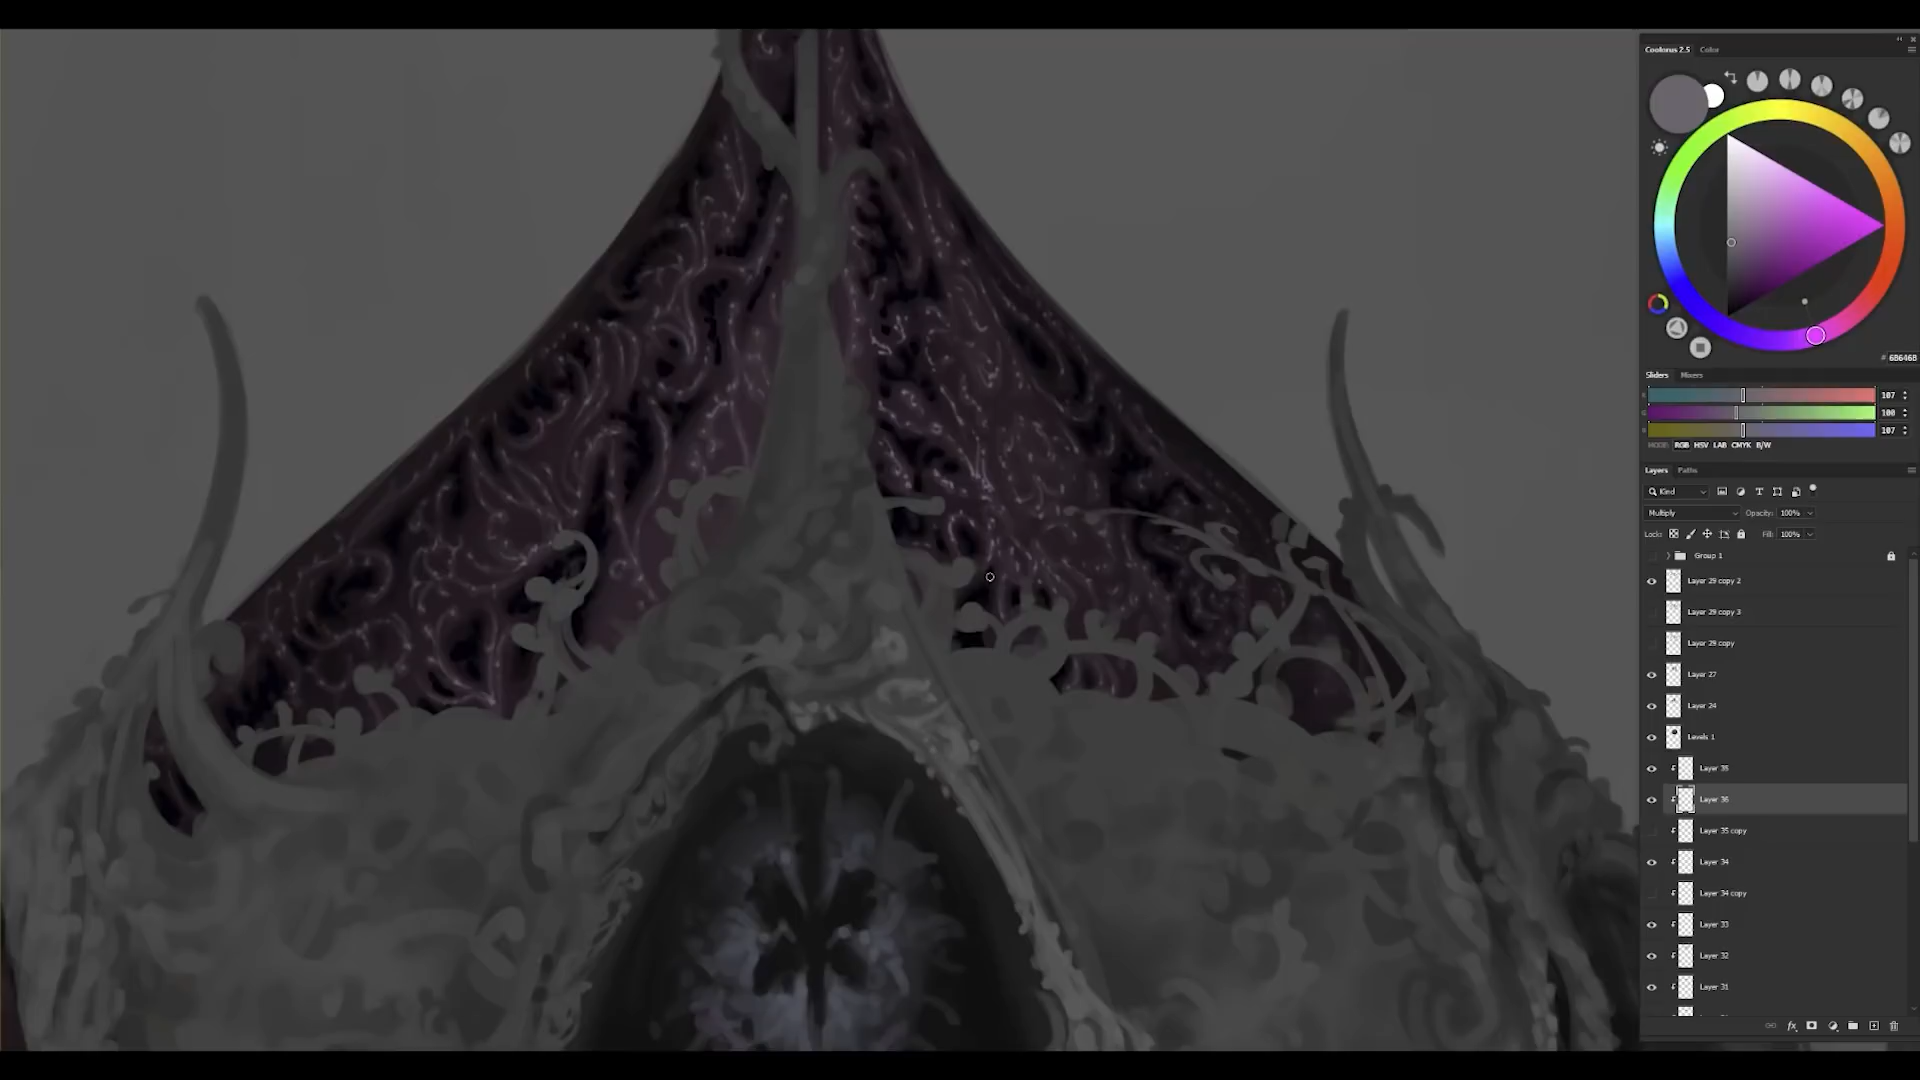 Coolorus 2.5 Color
# 6B6468
Sliders Mixers
107
100
107
RGB HSV LAB CMYK B/W
Layers Paths
Kind
Multiply Opacity: 100%
Lock: Fill: 100%
Group 1
Layer 29 copy 2
Layer 29 copy 3
Layer 29 copy
Layer 27
Layer 24
Levels 1
Layer 35
Layer 36
Layer 35 copy
Layer 34
Layer 34 copy
Layer 33
Layer 32
Layer 31
fx